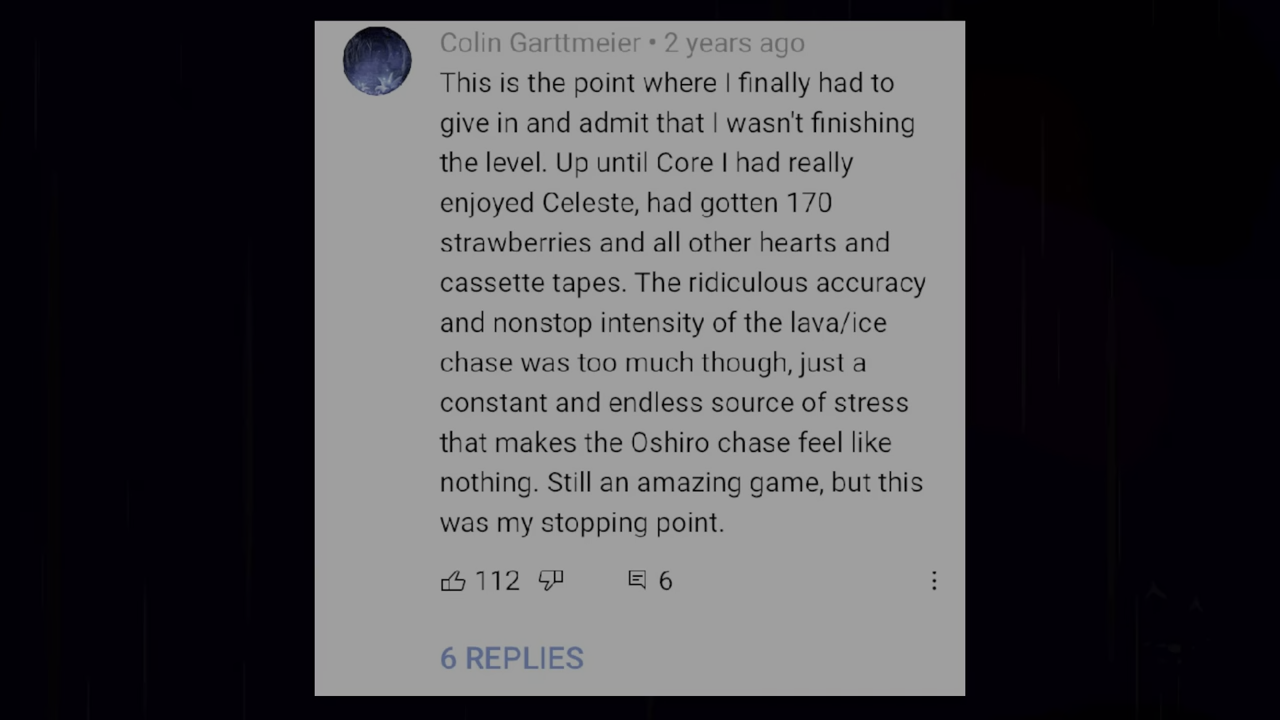 Colin Garttmeier • 2 years ago
This is the point where I finally had to
give in and admit that I wasn't finishing
the level. Up until Core I had really
enjoyed Celeste, had gotten 170
strawberries and all other hearts and
cassette tapes. The ridiculous accuracy
and nonstop intensity of the lava/ice
chase was too much though, just a
constant and endless source of stress
that makes the Oshiro chase feel like
nothing. Still an amazing game, but this
was my stopping point.
112 6
6 REPLIES